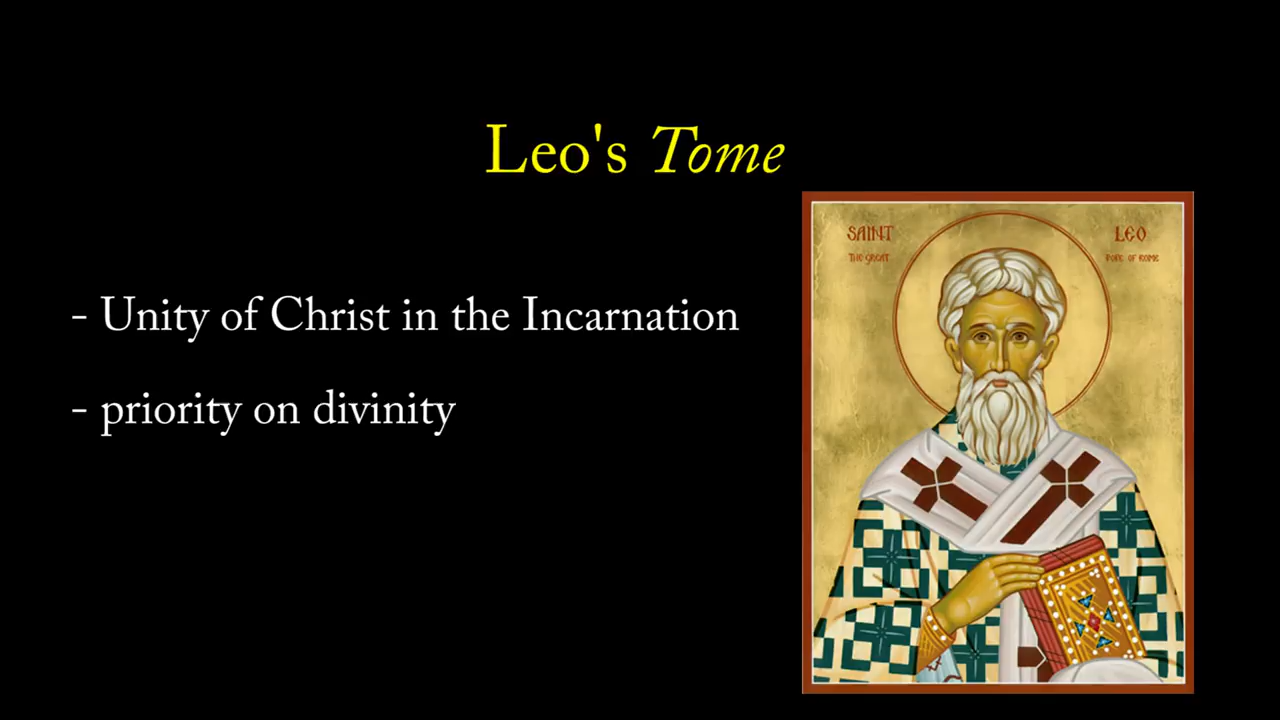 Leo's Tome
- Unity of Christ in the Incarnation
- priority on divinity
SAINT LEO
THE GREAT POPE OF ROME